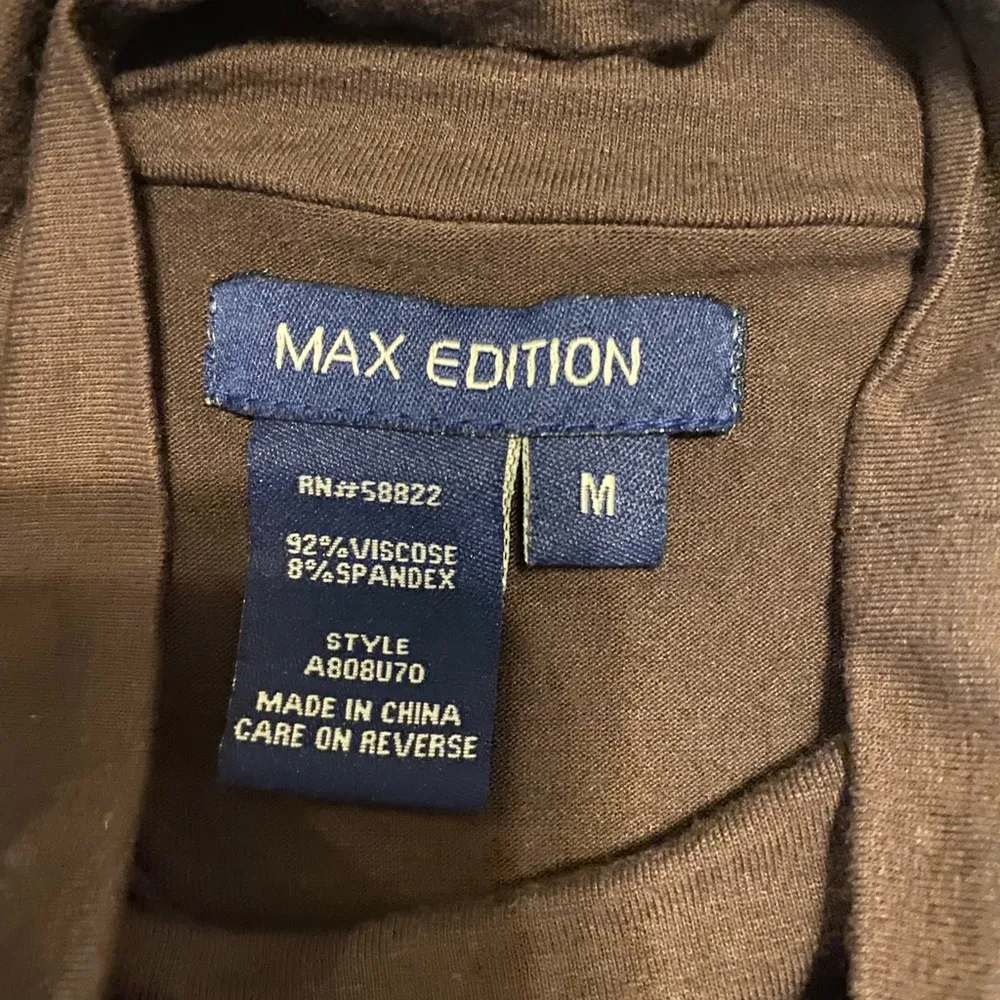 MAX EDITION
M
RN#58822
92%VISCOSE
8%SPANDEX
STYLE
A808U70
MADE IN CHINA
CARE ON REVERSE